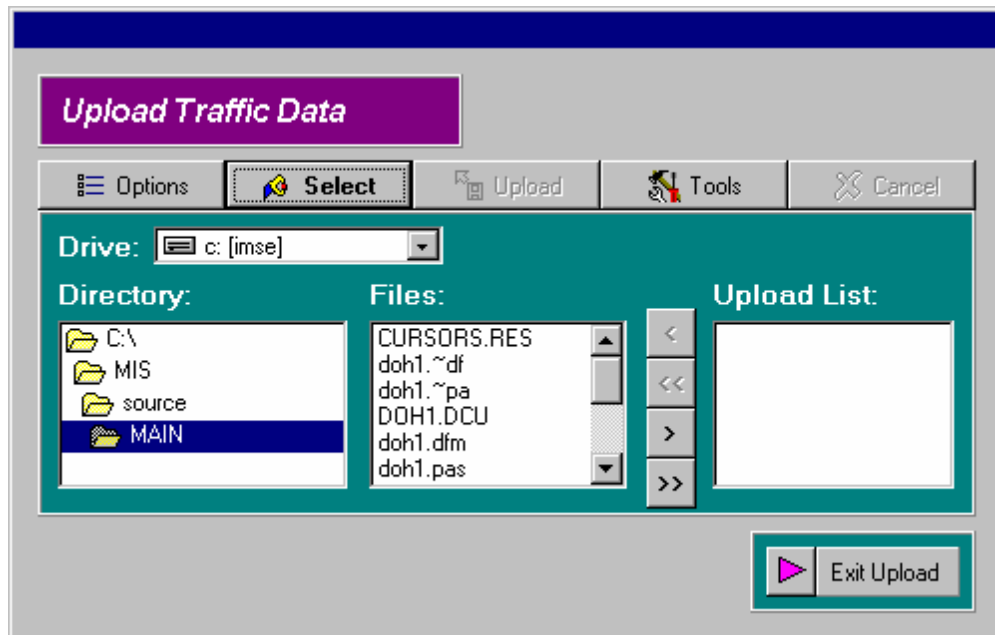 Upload Traffic Data
Options Select Upload Tools Cancel
Drive: c: [imse]
Directory: Files: Upload List:
C:\
MIS
source
MAIN
CURSORS.RES
doh1.~df
doh1.~pa
DOH1.DCU
doh1.dfm
doh1.pas
<
<<
>
>>
Exit Upload